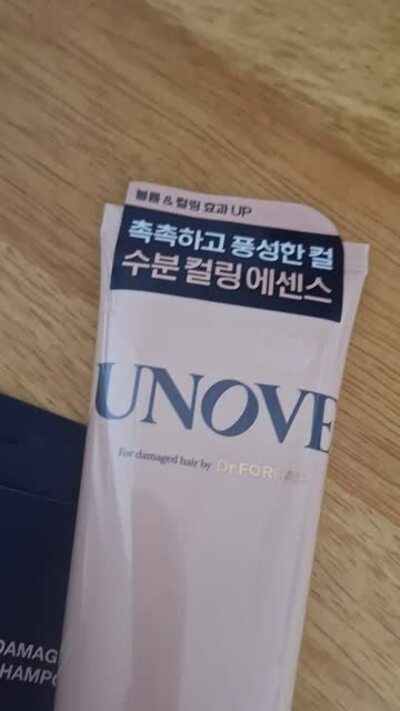 볼륨 & 컬링 효과 UP
촉촉하고 풍성한 컬
수분 컬링 에센스
UNOVE
For damaged hair by Dr.FORHAIR
DAMAG
HAMPO